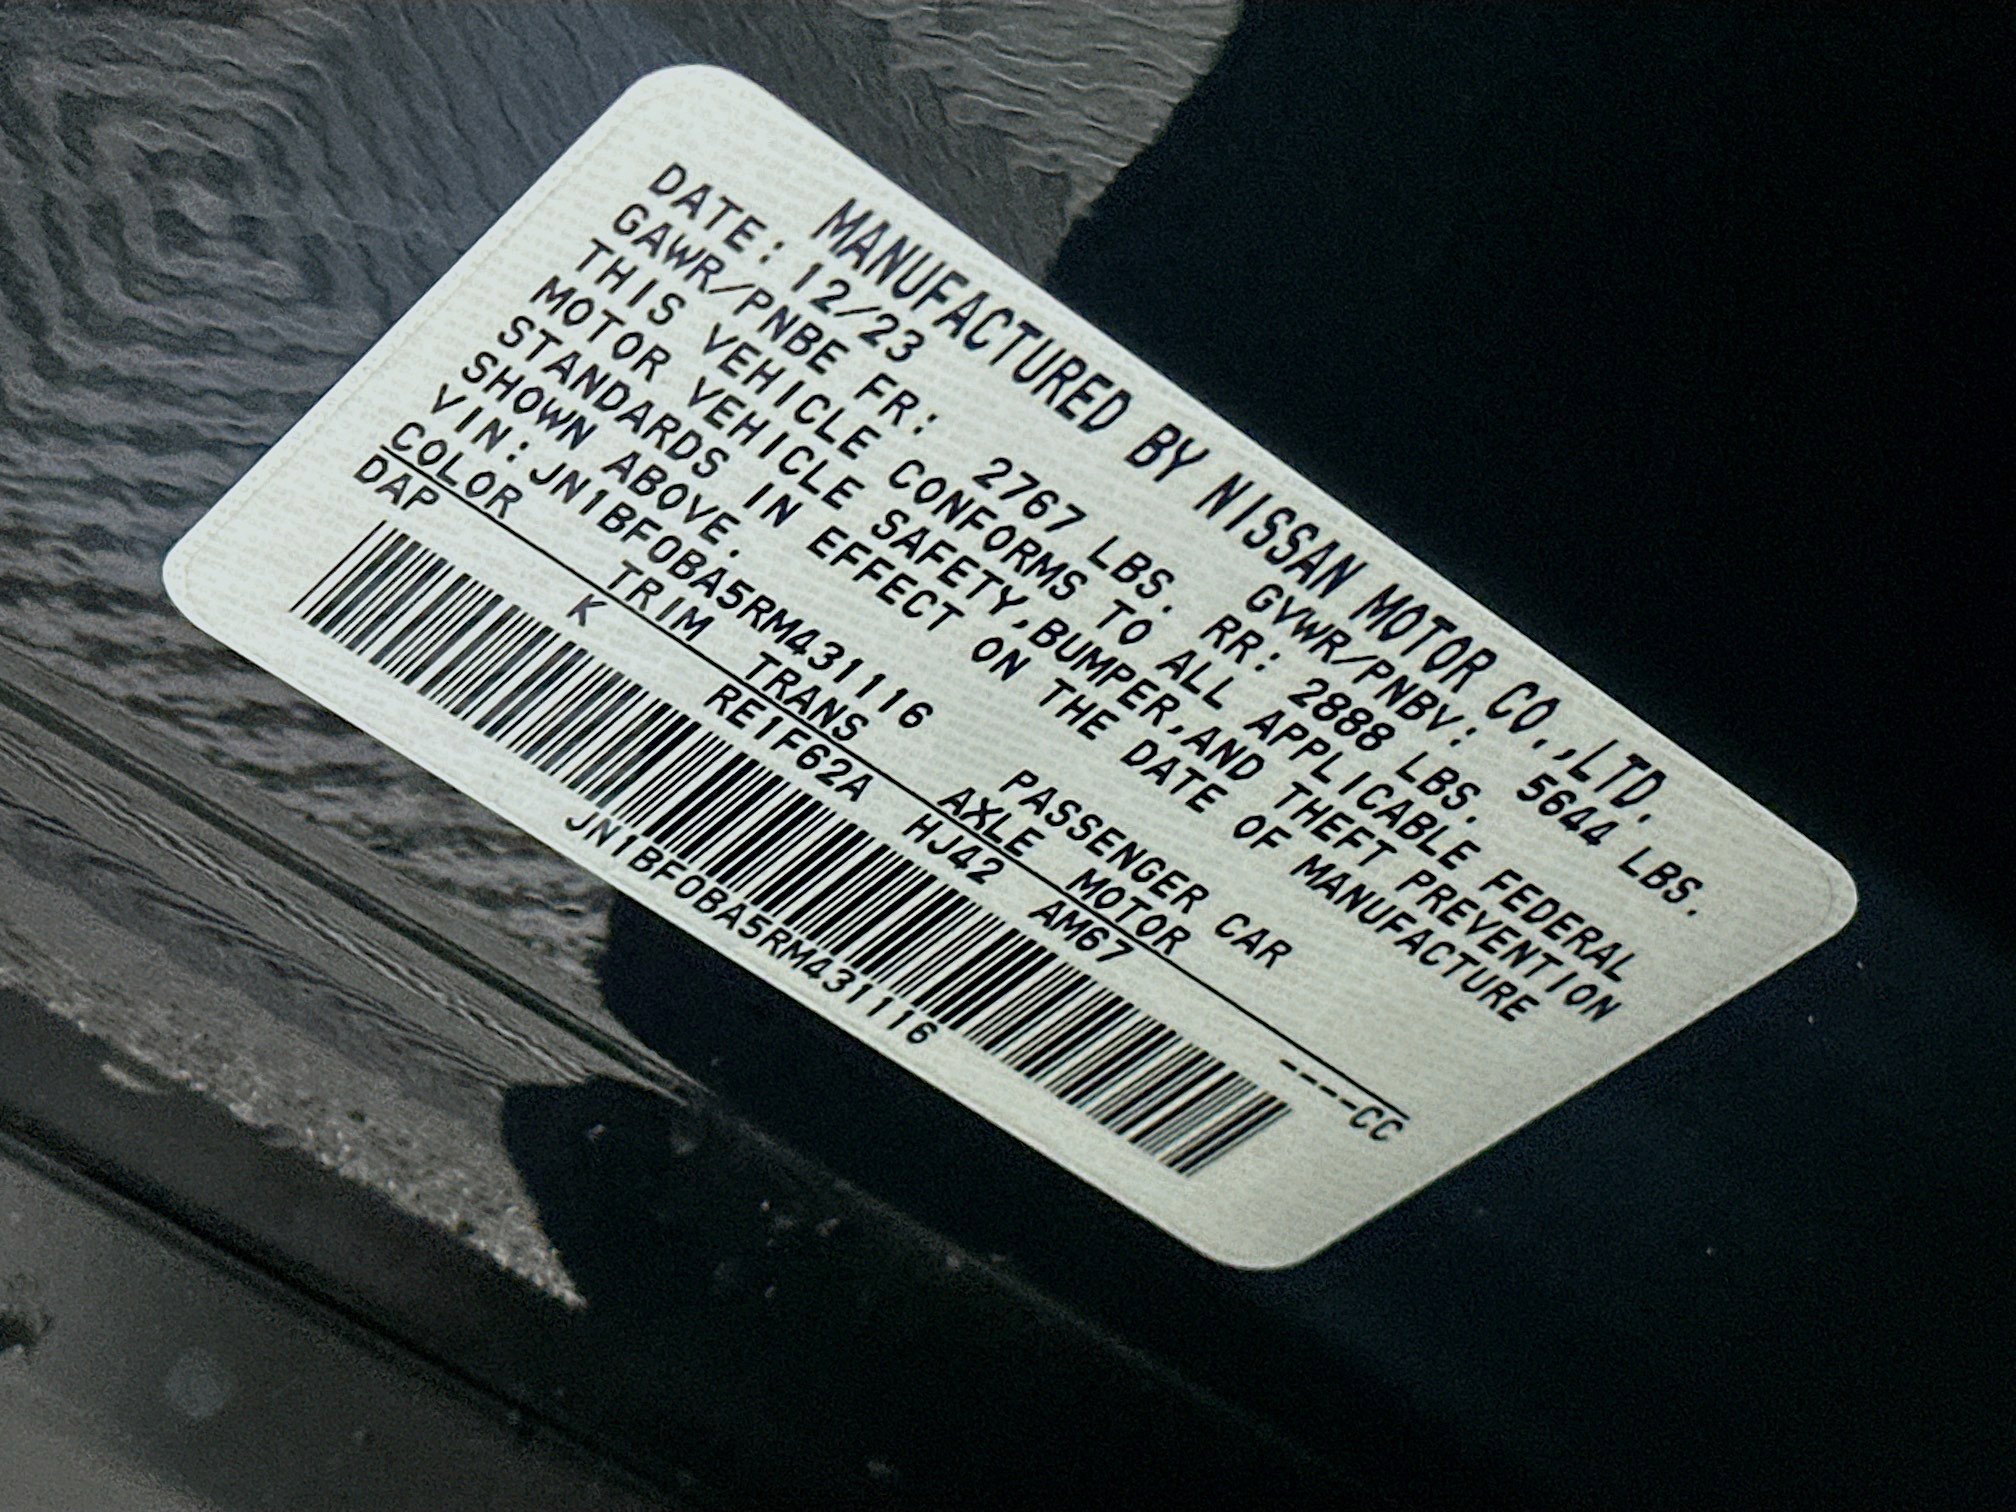 MANUFACTURED BY NISSAN MOTOR CO.,LTD.
DATE: 12/23 GVWR/PNBV: 5644 LBS.
GAWR/PNBE FR: 2767 LBS. RR: 2888 LBS.
THIS VEHICLE CONFORMS TO ALL APPLICABLE FEDERAL
MOTOR VEHICLE SAFETY,BUMPER,AND THEFT PREVENTION
STANDARDS IN EFFECT ON THE DATE OF MANUFACTURE
SHOWN ABOVE.
VIN:JN1BF0BA5RM431116 PASSENGER CAR
COLOR TRIM TRANS AXLE MOTOR
DAP K RE1F62A HJ42 AM67 ----CC
JN1BF0BA5RM431116